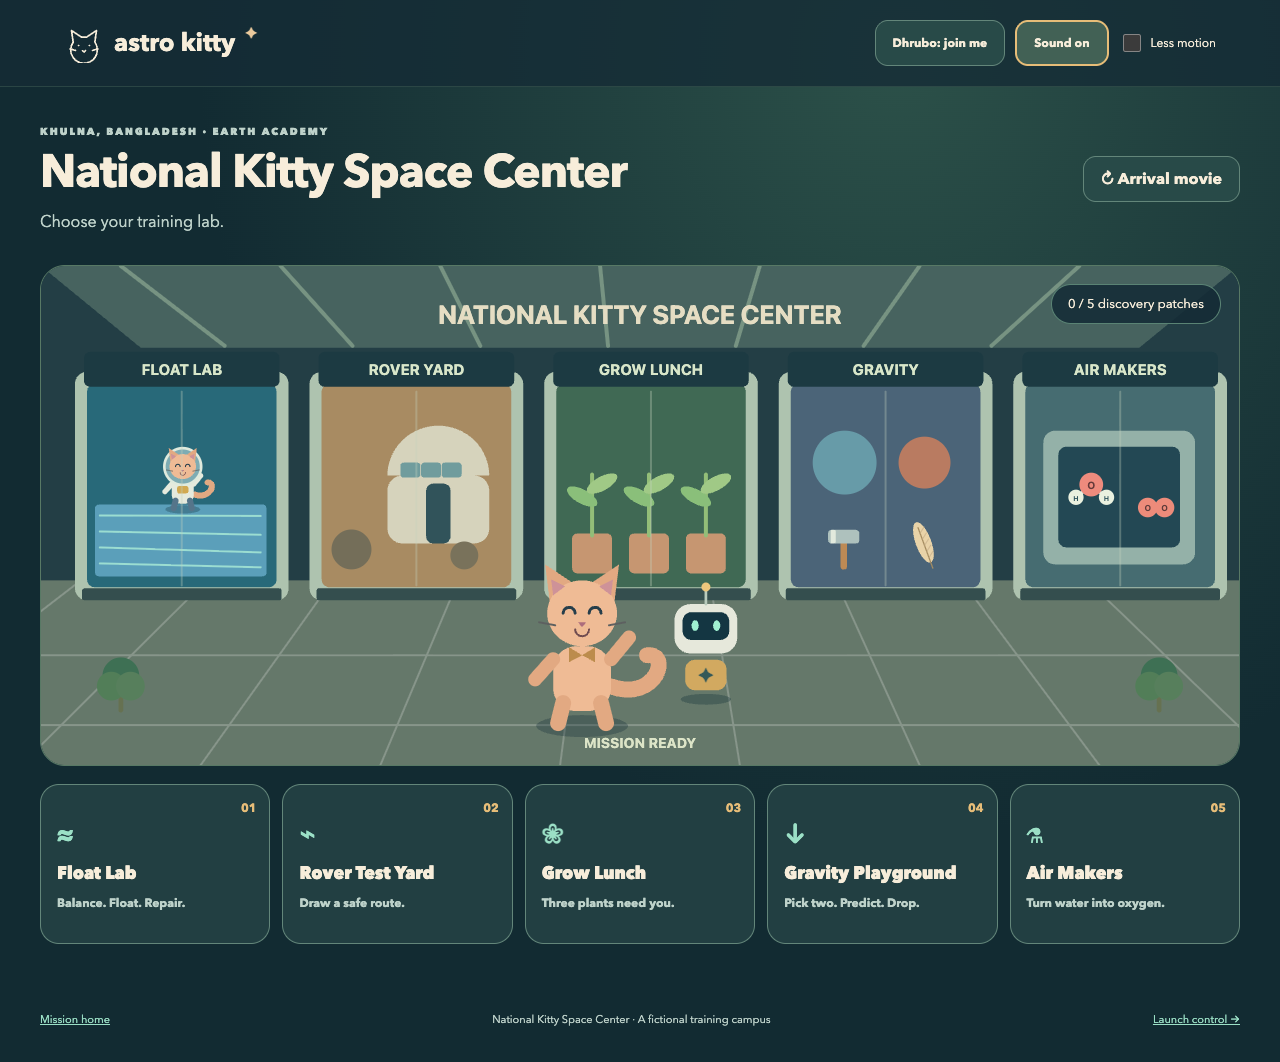 astro kitty
Dhrubo: join me
Sound on
Less motion
KHULNA, BANGLADESH • EARTH ACADEMY
National Kitty Space Center
↻ Arrival movie
Choose your training lab.
NATIONAL KITTY SPACE CENTER
0 / 5 discovery patches
FLOAT LAB
ROVER YARD
GROW LUNCH
GRAVITY
AIR MAKERS
O
H
H
O
O
MISSION READY
01
Float Lab
Balance. Float. Repair.
02
Rover Test Yard
Draw a safe route.
03
Grow Lunch
Three plants need you.
04
Gravity Playground
Pick two. Predict. Drop.
05
Air Makers
Turn water into oxygen.
Mission home
National Kitty Space Center · A fictional training campus
Launch control →